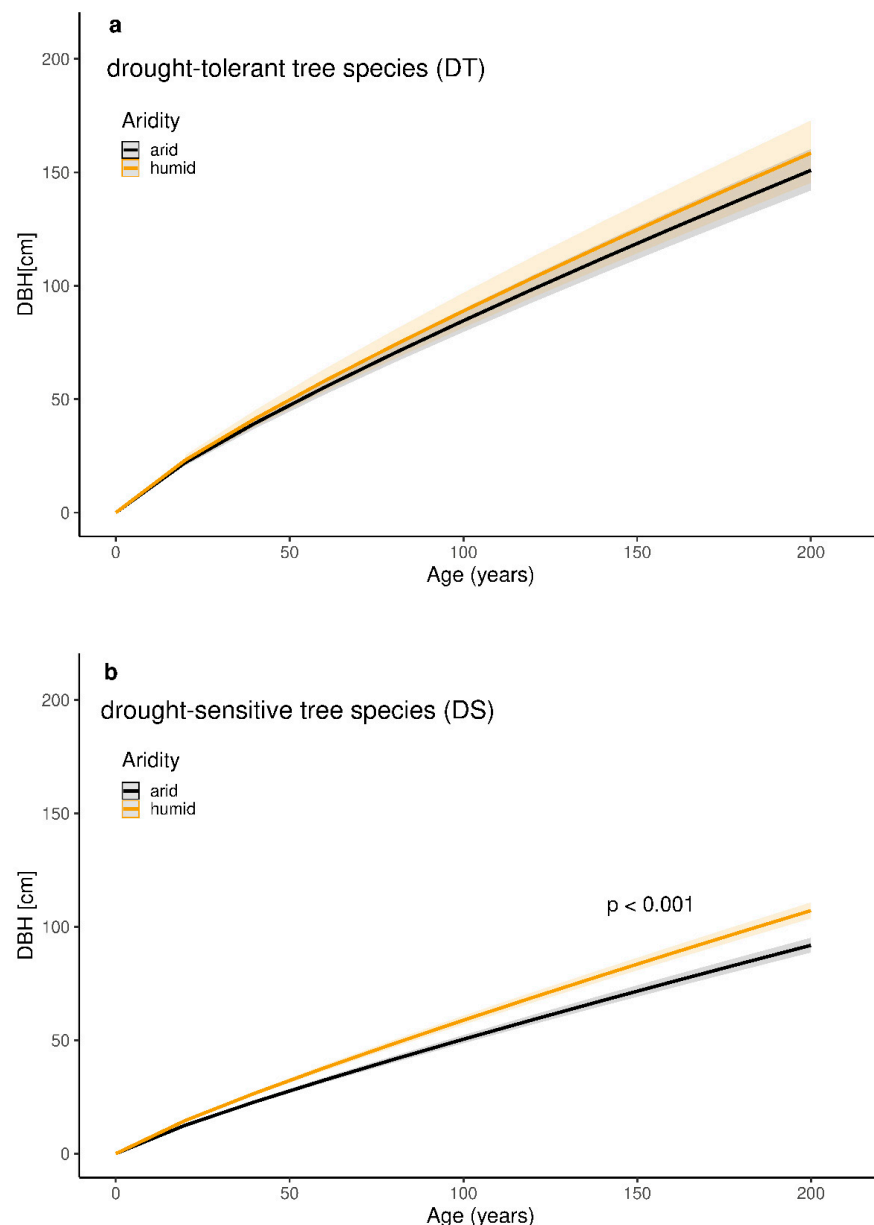 a
drought-tolerant tree species (DT)
Aridity
arid
humid
200
150
100
50
0
DBH[cm]
0 50 100 150 200
Age (years)
b
drought-sensitive tree species (DS)
Aridity
arid
humid
p < 0.001
200
150
100
50
0
DBH [cm]
0 50 100 150 200
Age (years)